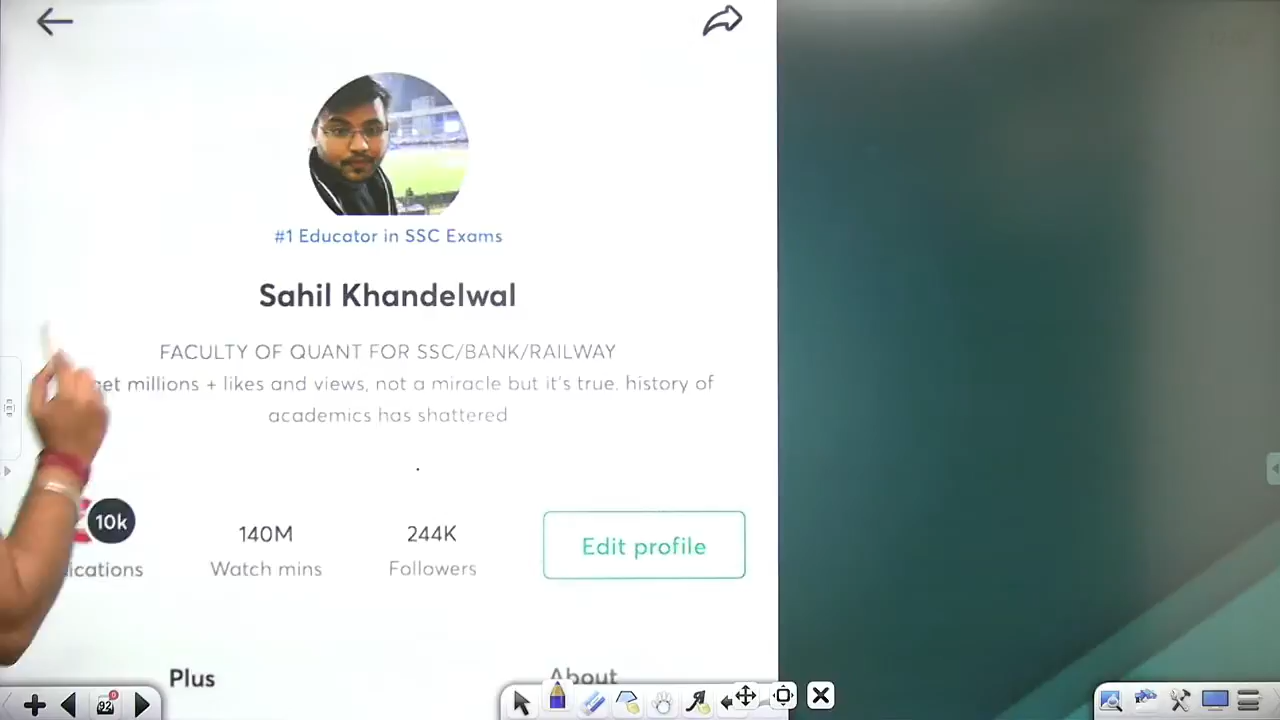 #1 Educator in SSC Exams
Sahil Khandelwal
FACULTY OF QUANT FOR SSC/BANK/RAILWAY
millions + likes and views, not a miracle but it's true. history of
academics has shattered
10k
140M
244K
Edit profile
Watch mins
Followers
Plus
About
92